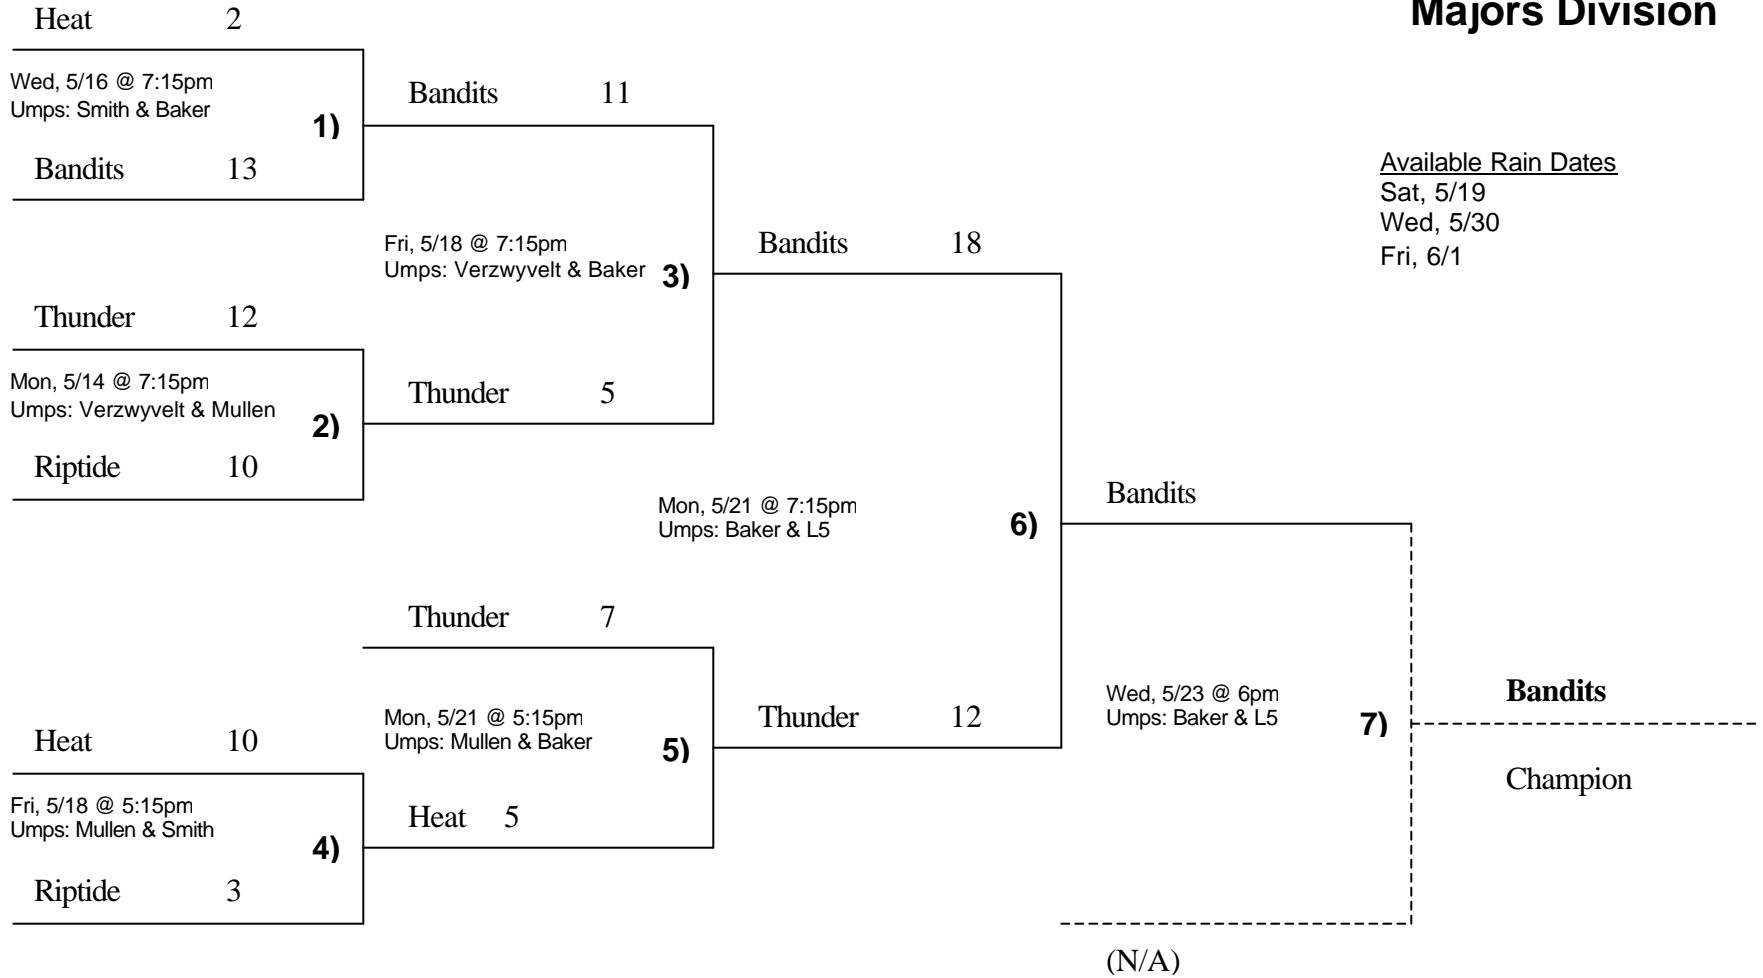 Majors Division
Heat 2
Wed, 5/16 @ 7:15pm
Umps: Smith & Baker
1)
Bandits 13
Bandits 11
Available Rain Dates
Sat, 5/19
Wed, 5/30
Fri, 6/1
Fri, 5/18 @ 7:15pm
Umps: Verzwyvelt & Baker
3)
Bandits 18
Thunder 12
Mon, 5/14 @ 7:15pm
Umps: Verzwyvelt & Mullen
2)
Riptide 10
Thunder 5
Mon, 5/21 @ 7:15pm
Umps: Baker & L5
6)
Bandits
Thunder 7
Mon, 5/21 @ 5:15pm
Umps: Mullen & Baker
5)
Thunder 12
Wed, 5/23 @ 6pm
Umps: Baker & L5
7)
Bandits
Champion
Heat 10
Fri, 5/18 @ 5:15pm
Umps: Mullen & Smith
4)
Heat 5
Riptide 3
(N/A)